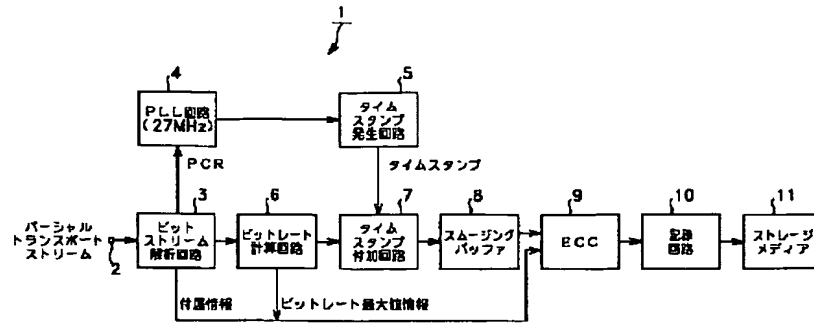 1
4
PLL回路
(27MHz)
5
タイム
スタンプ
発生回路
PCR
タイムスタンプ
パーシャル
トランスポート
ストリーム
2
3
ビット
ストリーム
解析回路
6
ビットレート
計算回路
7
タイム
スタンプ
付加回路
8
スムージング
バッファ
9
ECC
10
記録
回路
11
ストレージ
メディア
付属情報
ビットレート最大値情報